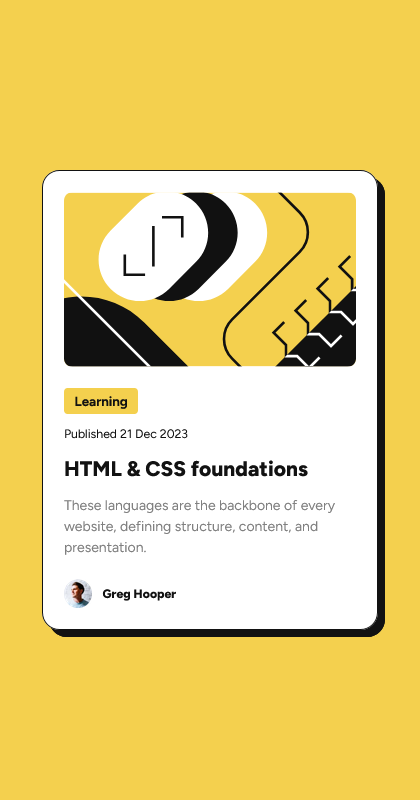 Learning
Published 21 Dec 2023
HTML & CSS foundations
These languages are the backbone of every
website, defining structure, content, and
presentation.
Greg Hooper